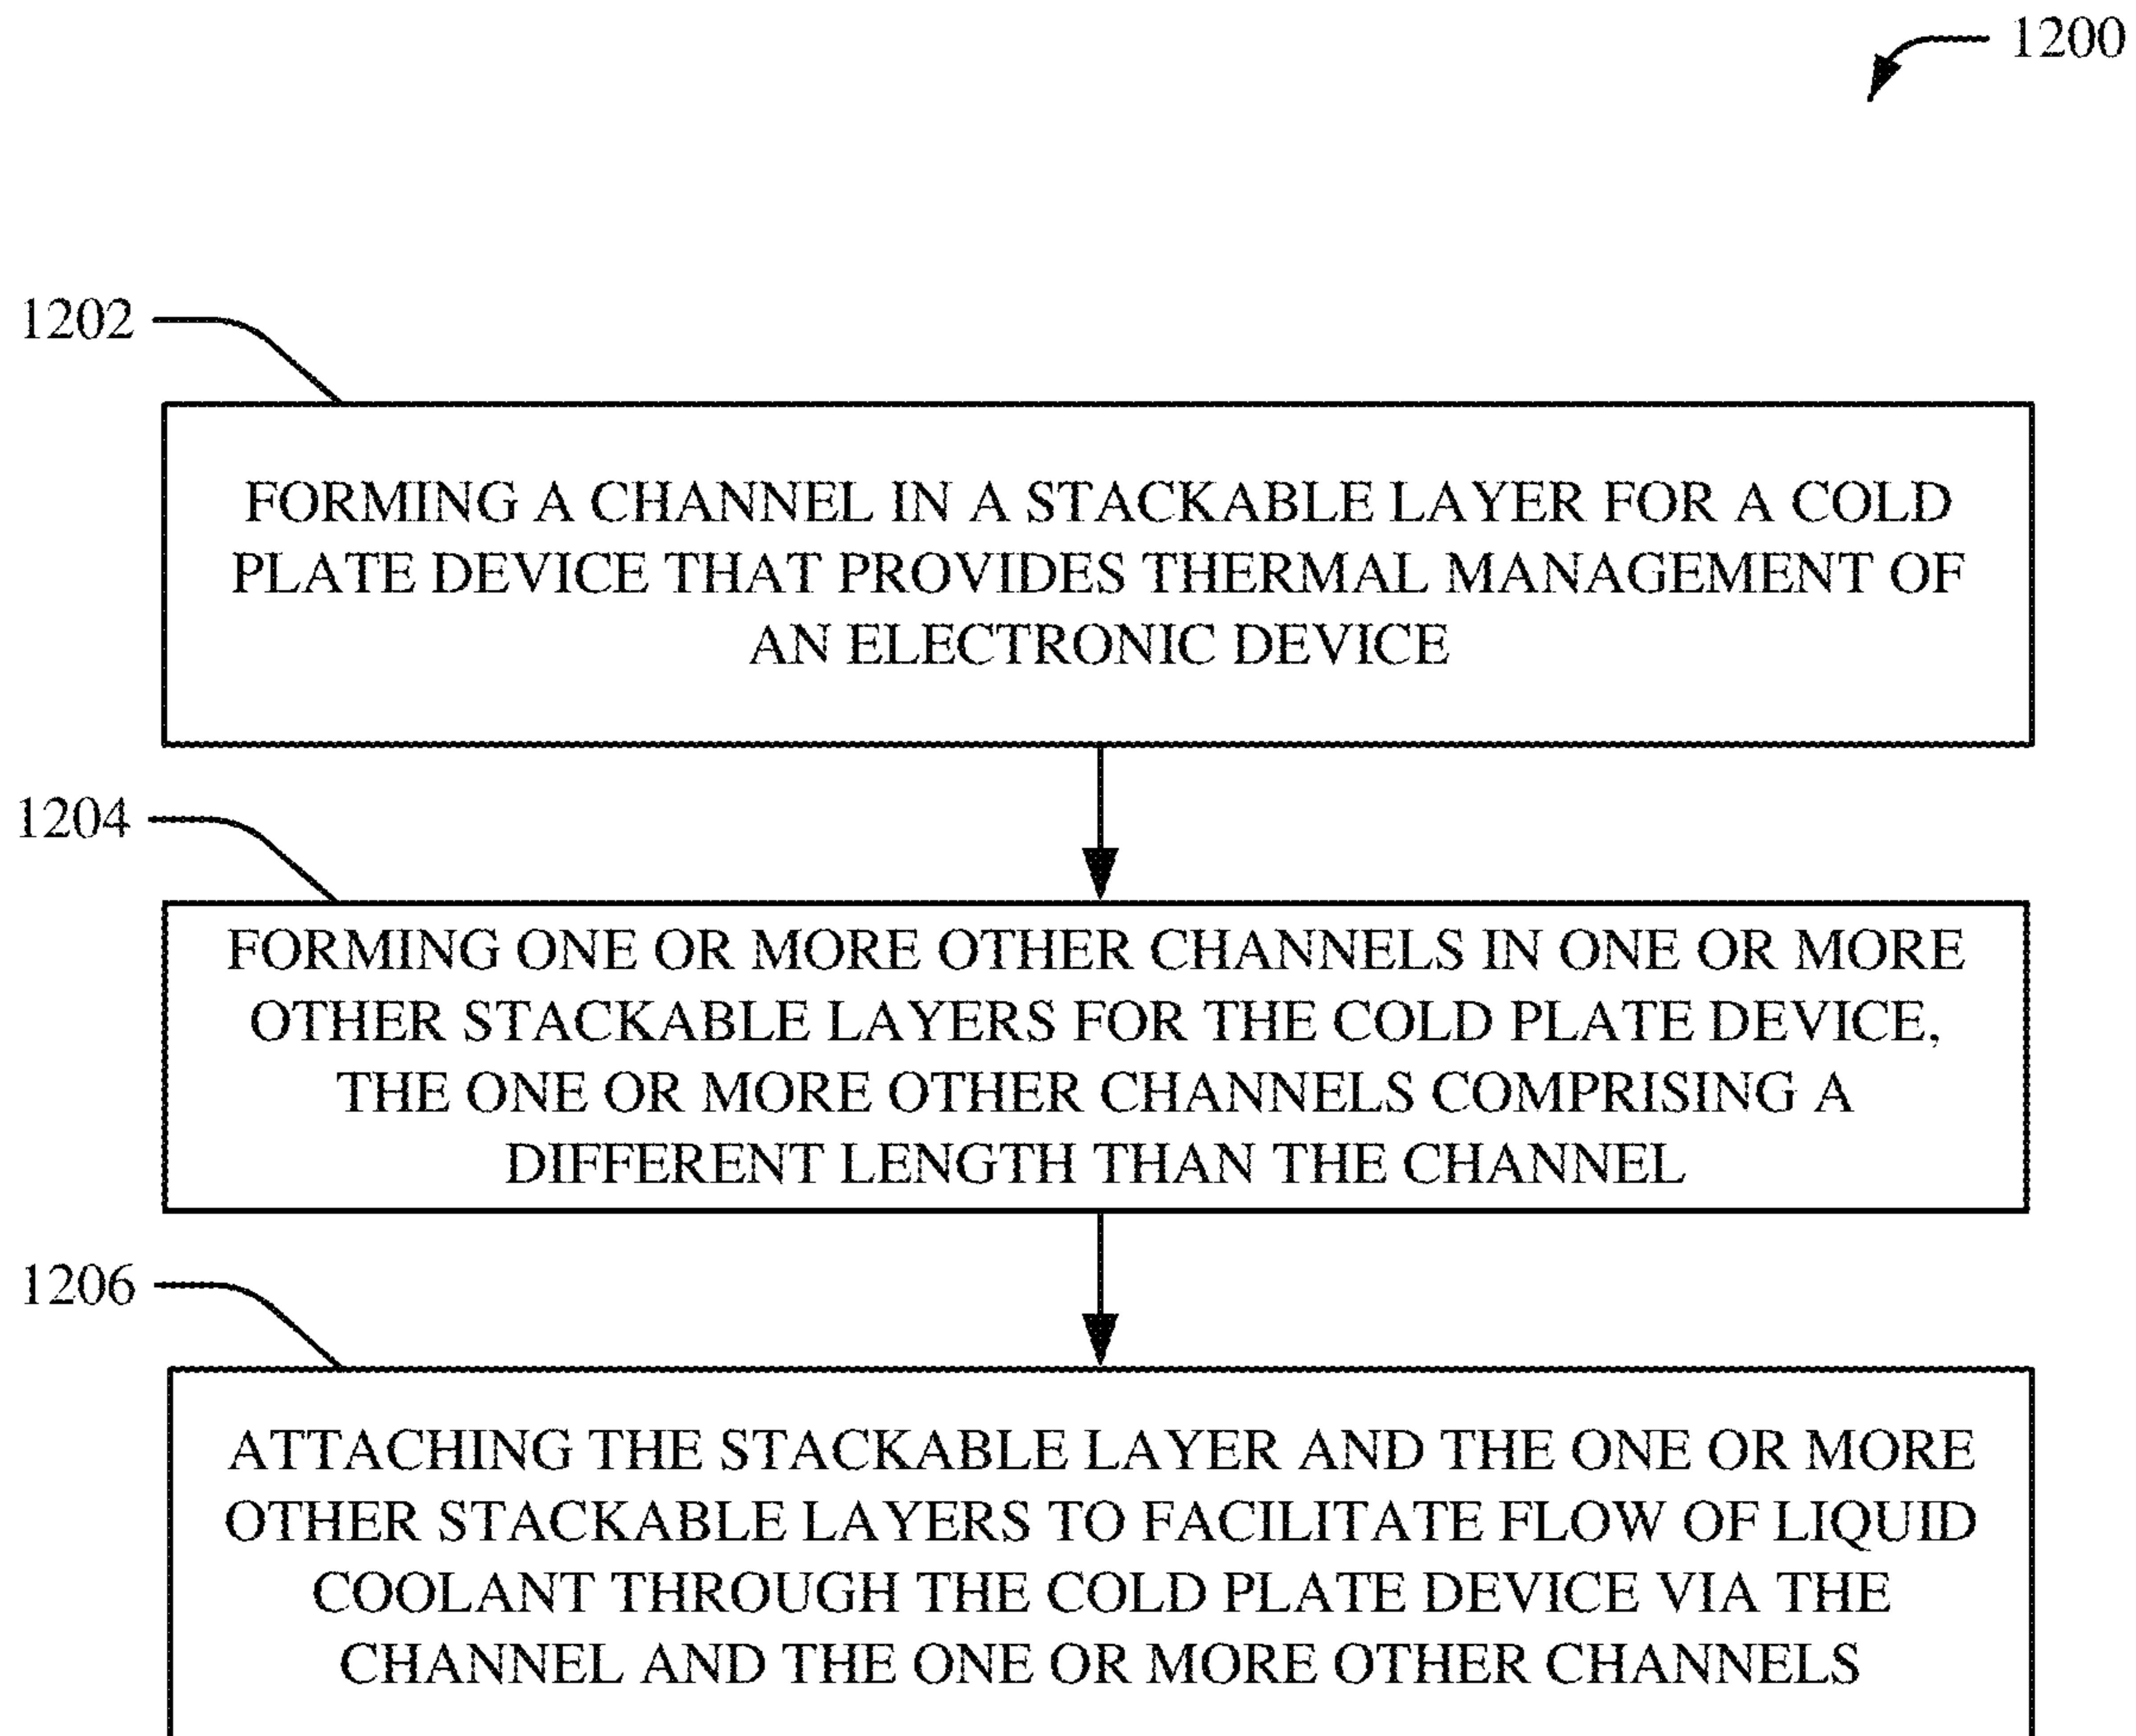 1200
1202
FORMING A CHANNEL IN A STACKABLE LAYER FOR A COLD
PLATE DEVICE THAT PROVIDES THERMAL MANAGEMENT OF
AN ELECTRONIC DEVICE
1204
FORMING ONE OR MORE OTHER CHANNELS IN ONE OR MORE
OTHER STACKABLE LAYERS FOR THE COLD PLATE DEVICE,
THE ONE OR MORE OTHER CHANNELS COMPRISING A
DIFFERENT LENGTH THAN THE CHANNEL
1206
ATTACHING THE STACKABLE LAYER AND THE ONE OR MORE
OTHER STACKABLE LAYERS TO FACILITATE FLOW OF LIQUID
COOLANT THROUGH THE COLD PLATE DEVICE VIA THE
CHANNEL AND THE ONE OR MORE OTHER CHANNELS